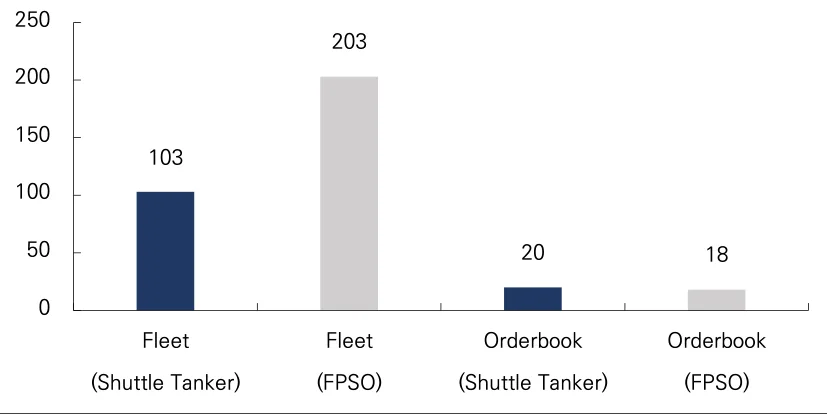 250
200
150
100
50
0
103
203
20
18
Fleet
(Shuttle Tanker)
Fleet
(FPSO)
Orderbook
(Shuttle Tanker)
Orderbook
(FPSO)